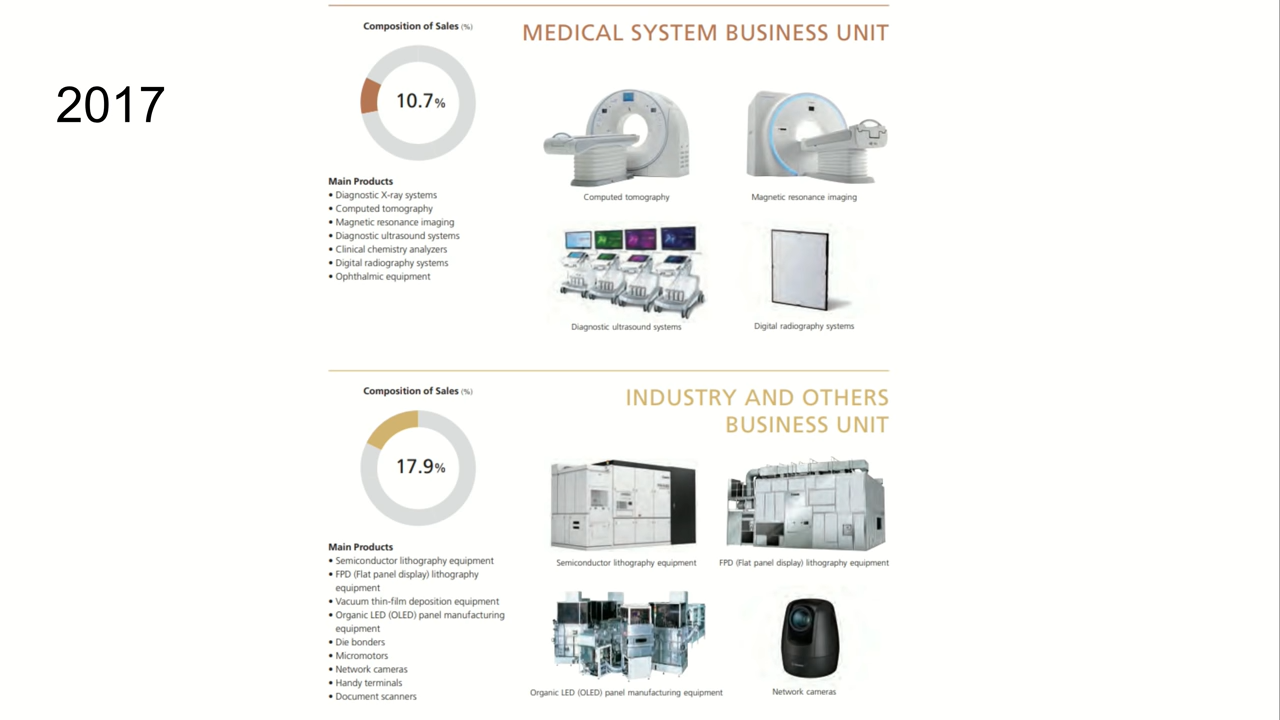 2017
Composition of Sales (%)
10.7%
MEDICAL SYSTEM BUSINESS UNIT
Main Products
• Diagnostic X-ray systems
• Computed tomography
• Magnetic resonance imaging
• Diagnostic ultrasound systems
• Clinical chemistry analyzers
• Digital radiography systems
• Ophthalmic equipment
Computed tomography
Magnetic resonance imaging
Diagnostic ultrasound systems
Digital radiography systems
Composition of Sales (%)
17.9%
INDUSTRY AND OTHERS
BUSINESS UNIT
Main Products
• Semiconductor lithography equipment
• FPD (Flat panel display) lithography
equipment
• Vacuum thin-film deposition equipment
• Organic LED (OLED) panel manufacturing
equipment
• Die bonders
• Micromotors
• Network cameras
• Handy terminals
• Document scanners
Semiconductor lithography equipment
FPD (Flat panel display) lithography equipment
Organic LED (OLED) panel manufacturing equipment
Network cameras